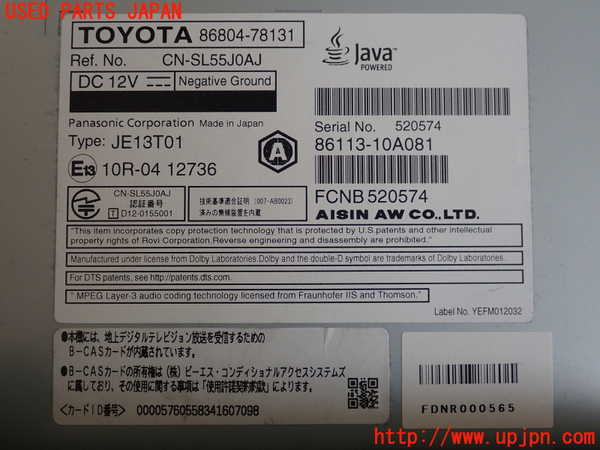 USED PARTS JAPAN
TOYOTA 86804-78131
Ref. No. CN-SL55J0AJ
DC 12V Negative Ground
Java
POWERED
Panasonic Corporation Made in Japan
Type: JE13T01
A
Serial No. 520574
86113-10A081
E13 10R-04 12736
CN-SL55J0AJ
認証番号
T D12-0155001
技術基準適合証明 (007-AB0023)
済みの無線装置を内蔵
FCNB 520574
AISIN AW CO.,LTD.
"This item incorporates copy protection technology that is protected by U.S.patents and other intellectual
property rights of Rovi Corporation.Reverse engineering and disassembly are prohibited."
Manufactured under license from Dolby Laboratories.Dolby and the double-D symbol are trademarks of Dolby Laboratories.
For DTS patents, see http://patents.dts.com.
"MPEG Layer-3 audio coding technology licensed from Fraunhofer IIS and Thomson."
Label No. YEFM012032
●本機には、地上デジタルテレビジョン放送を受信するための
B-CASカードが内蔵されています。
●B-CASカードの所有権は(株)ビーエス・コンディショナルアクセスシステムズ
に属しており、その使用に関する事項は「使用許諾契約約款」によります。
<カードID番号> 00005760558341607098
FDNR000565
http://www.upjpn.com/